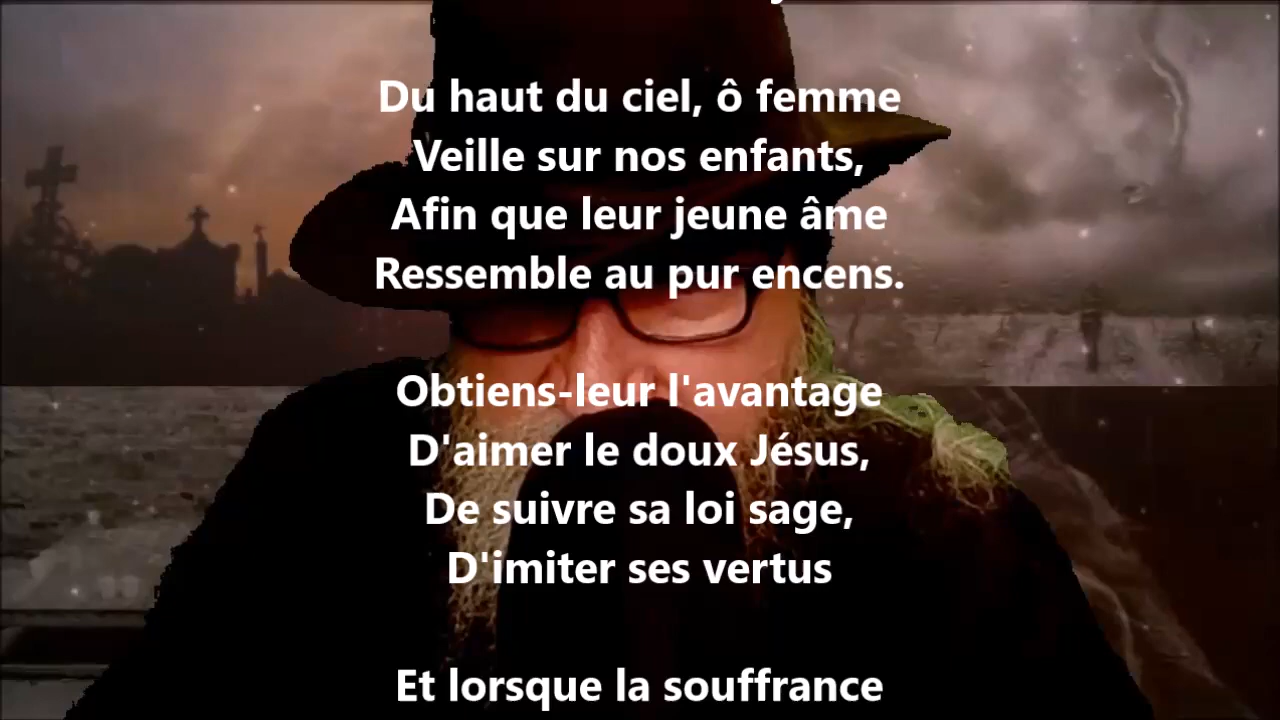 Du haut du ciel, ô femme
Veille sur nos enfants,
Afin que leur jeune âme
Ressemble au pur encens.
Obtiens-leur l'avantage
D'aimer le doux Jésus,
De suivre sa loi sage,
D'imiter ses vertus
Et lorsque la souffrance